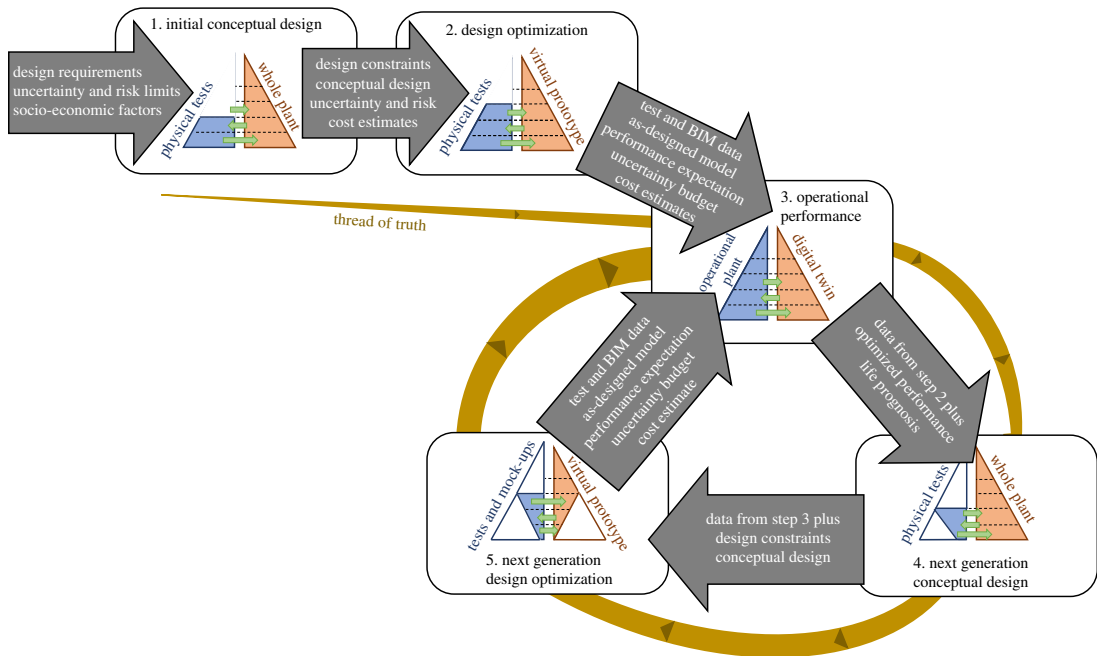 1. initial conceptual design
design requirements
uncertainty and risk limits
socio-economic factors
physical tests
whole plant
design constraints
conceptual design
uncertainty and risk
cost estimates
2. design optimization
physical tests
virtual prototype
test and BIM data
as-designed model
performance expectation
uncertainty budget
cost estimates
thread of truth
3. operational
performance
operational
plant
digital twin
data from step 2 plus
optimized performance
life prognosis
physical tests
whole plant
4. next generation
conceptual design
data from step 3 plus
design constraints
conceptual design
tests and mock-ups
virtual prototype
5. next generation
design optimization
test and BIM data
as-designed model
performance expectation
uncertainty budget
cost estimate